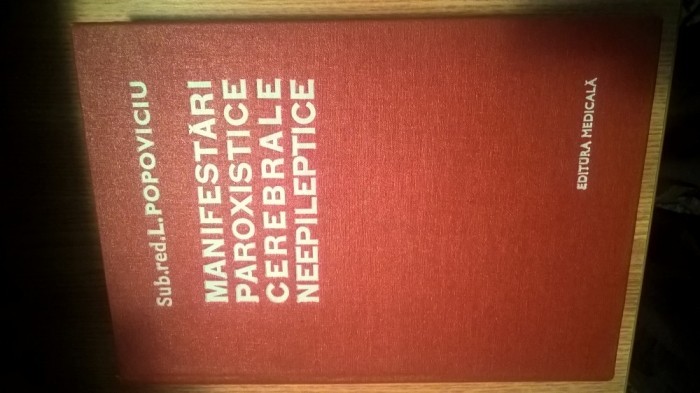 Sub.red.L.POPOVICIU
MANIFESTĂRI
PAROXISTICE
CEREBRALE
NEEPILEPTICE
EDITURA MEDICALĂ